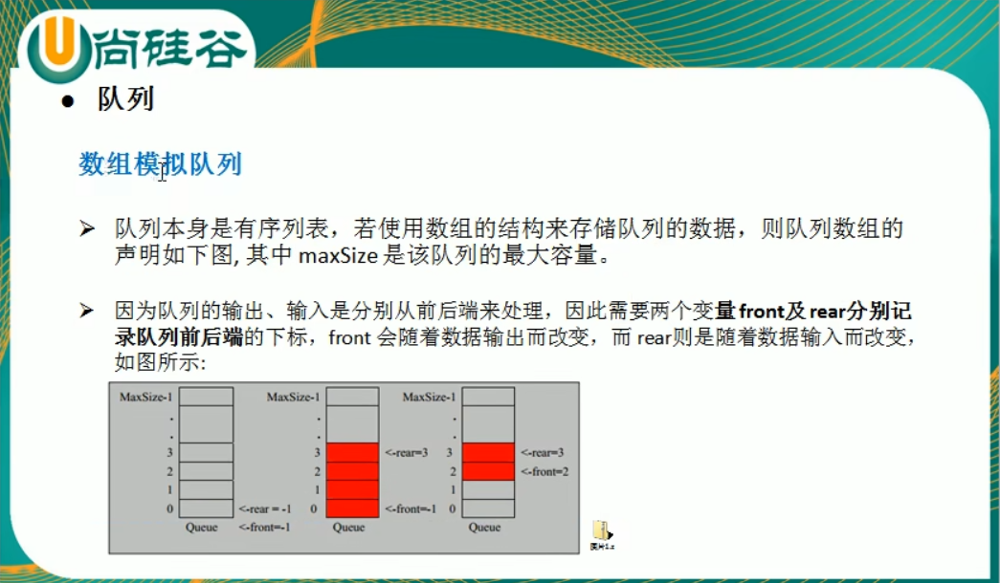 尚硅谷
● 队列
数组模拟队列
➢ 队列本身是有序列表，若使用数组的结构来存储队列的数据，则队列数组的
声明如下图, 其中 maxSize 是该队列的最大容量。
➢ 因为队列的输出、输入是分别从前后端来处理，因此需要两个变量 front及 rear分别记
录队列前后端的下标，front 会随着数据输出而改变，而 rear则是随着数据输入而改变，
如图所示:
MaxSize-1 MaxSize-1 MaxSize-1
. . .
. . .
3 3 <-rear=3 3 <-rear=3
2 2 2 <-front=2
1 1 1
0 <-rear = -1 0 <-front=-1 0
Queue <-front=-1 Queue Queue